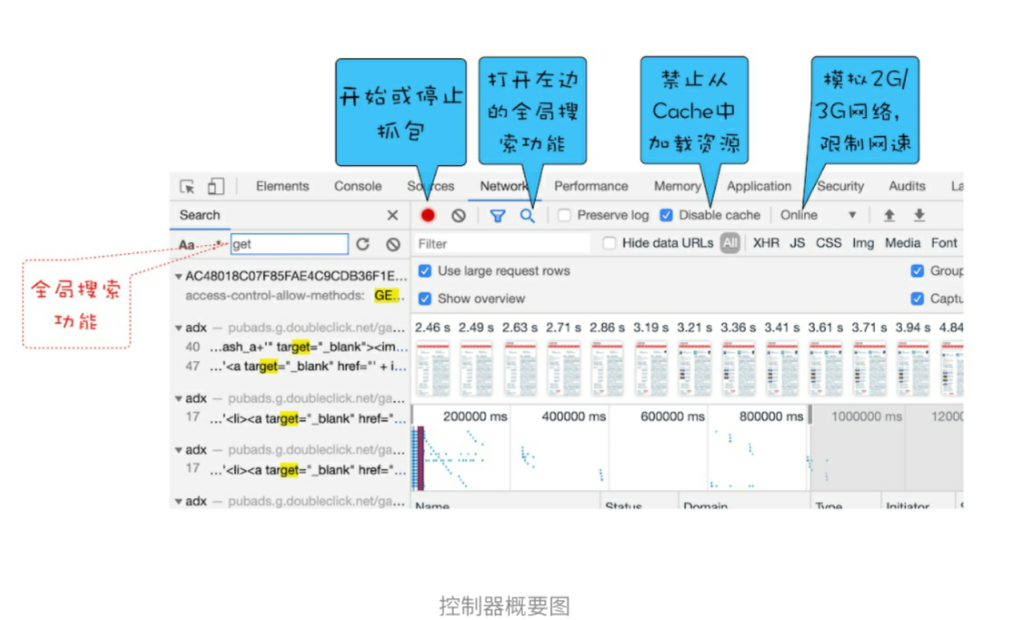 开始或停止
抓包
打开左边
的全局搜
索功能
禁止从
Cache中
加载资源
模拟2G/
3G网络,
限制网速
Elements Console Sources Network Performance Memory Application Security Audits La
Search
Preserve log Disable cache Online
Aa .* get
Filter Hide data URLs All XHR JS CSS Img Media Font
全局搜索
功能
AC48018C07F85FAE4C9CDB36F1E...
access-control-allow-methods: GE...
Use large request rows Group
Show overview Captu
adx — pubads.g.doubleclick.net/ga...
40 ...ash_a+'" target="_blank"><im...
47 ...'<a target="_blank" href="' + i...
adx — pubads.g.doubleclick.net/ga...
17 ...'<li><a target="_blank" href="...
adx — pubads.g.doubleclick.net/ga...
17 ...'<li><a target="_blank" href="...
adx — pubads.g.doubleclick.net/ga...
2.46 s 2.49 s 2.63 s 2.71 s 2.86 s 3.19 s 3.21 s 3.36 s 3.41 s 3.61 s 3.71 s 3.94 s 4.84
200000 ms 400000 ms 600000 ms 800000 ms 1000000 ms 12000
Name Status Domain Type Initiator
控制器概要图